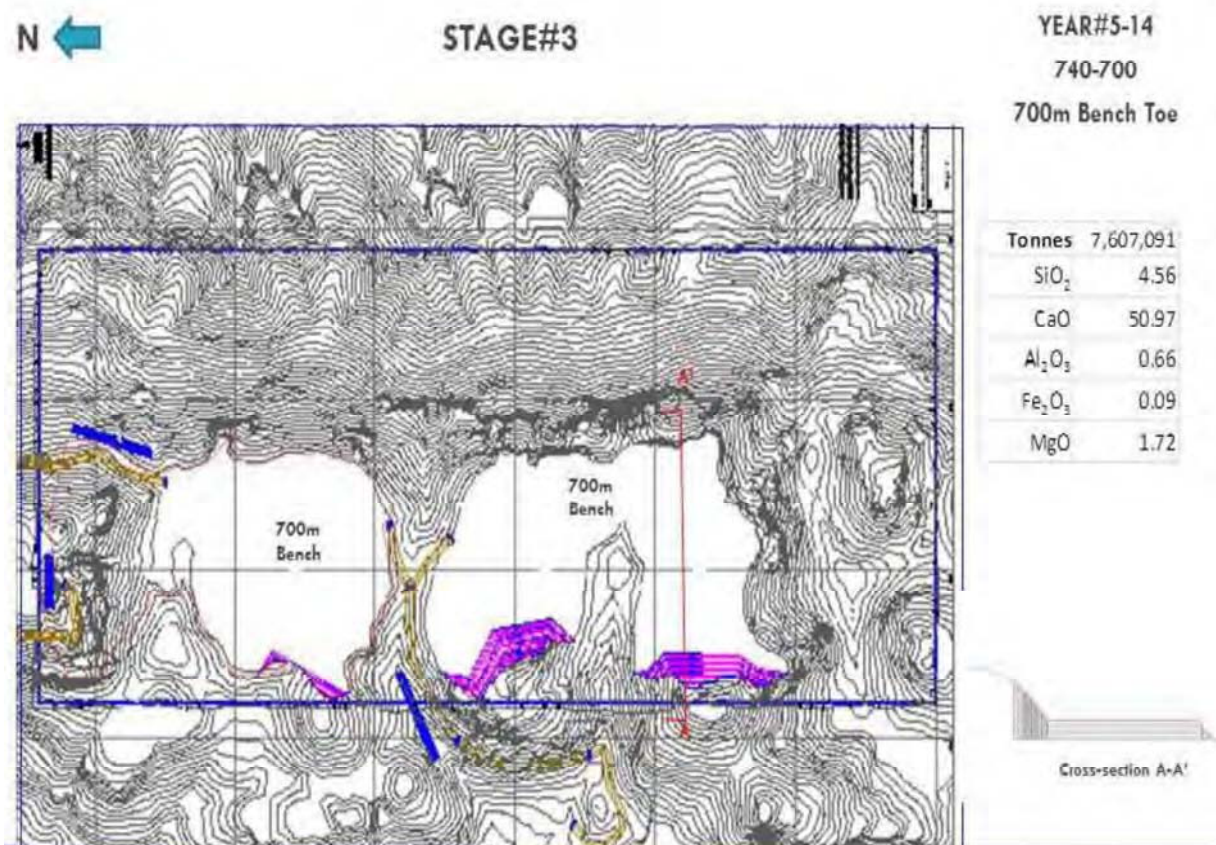 N
STAGE#3
YEAR#5-14
740-700
700m Bench Toe
Tonnes 7,607,091
SiO₂ 4.56
CaO 50.97
Al₂O₃ 0.66
Fe₂O₃ 0.09
MgO 1.72
A'
700m
Bench
700m
Bench
A
Cross-section A-A'